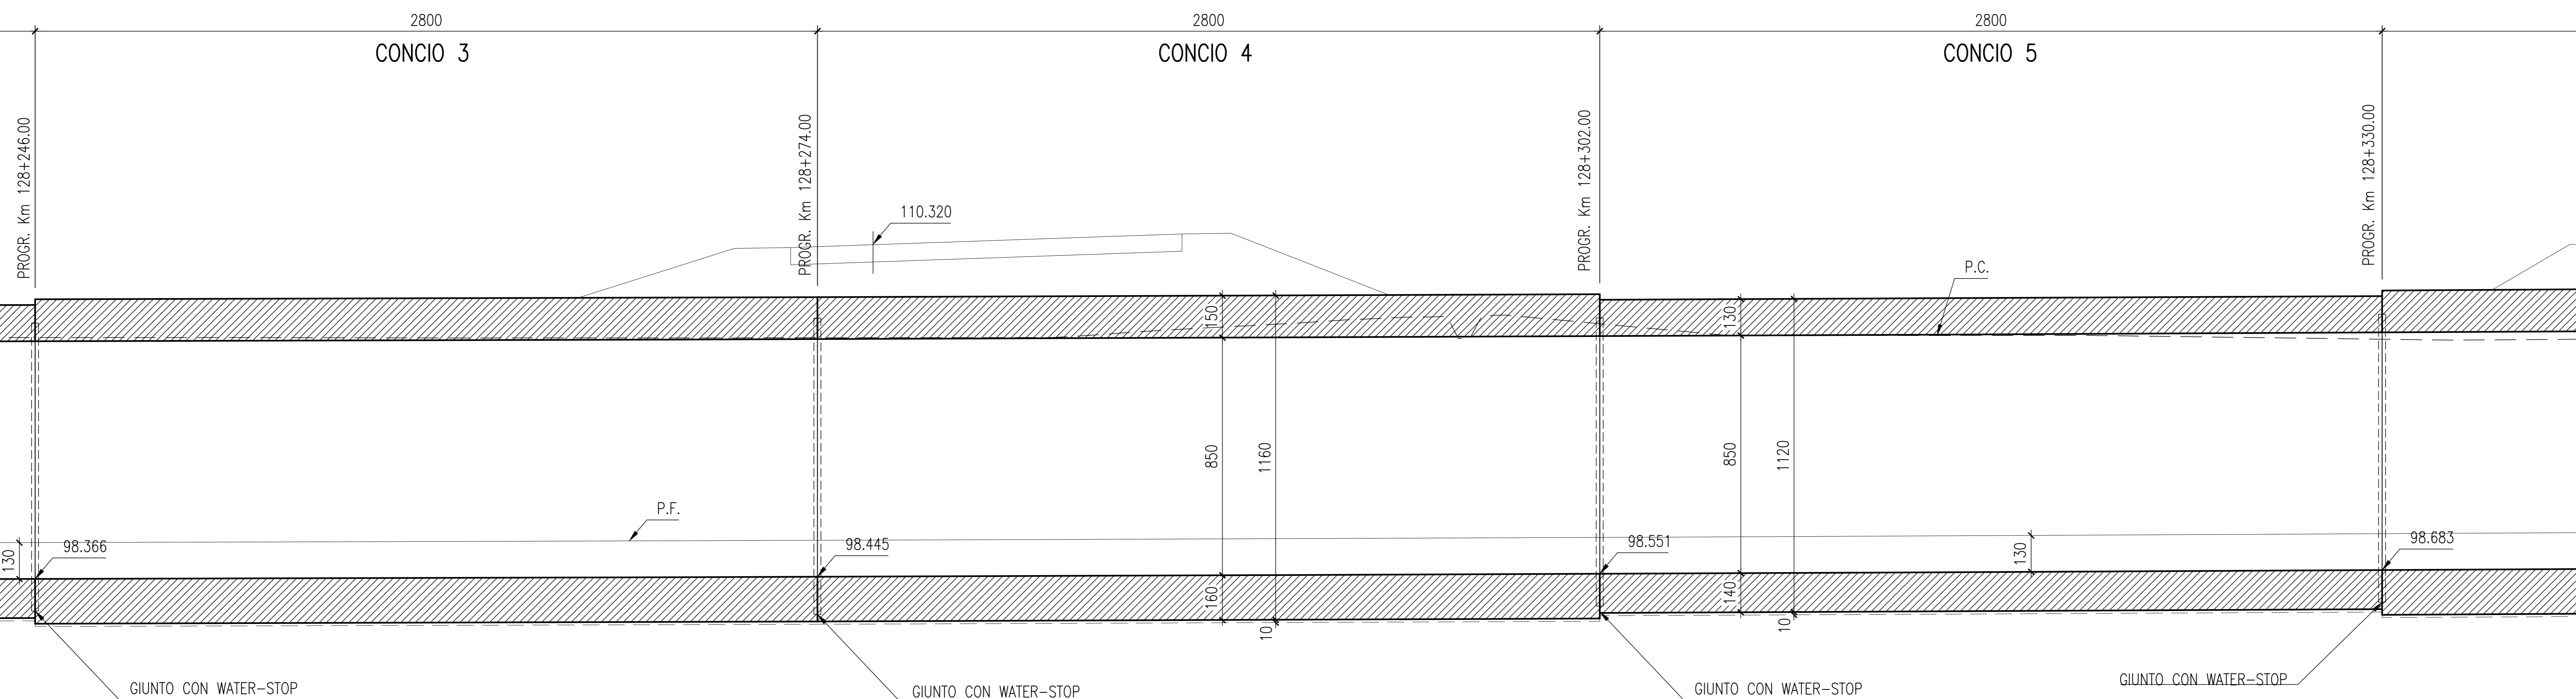 2800
2800
2800
CONCIO 3
CONCIO 4
CONCIO 5
PROGR. Km 128+246.00
PROGR. Km 128+274.00
PROGR. Km 128+302.00
PROGR. Km 128+330.00
110.320
P.C.
150
130
850
1160
850
1120
P.F.
130
98.366
98.445
98.551
130
98.683
160
10
140
10
GIUNTO CON WATER-STOP
GIUNTO CON WATER-STOP
GIUNTO CON WATER-STOP
GIUNTO CON WATER-STOP